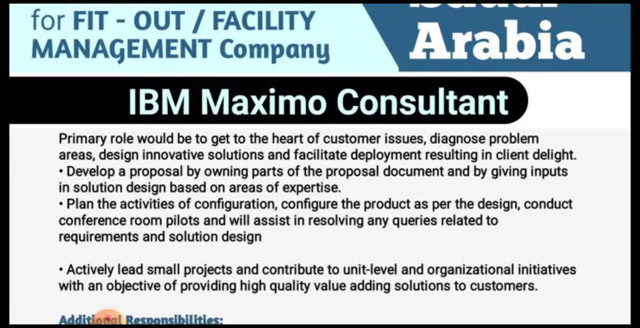 for FIT - OUT / FACILITY
MANAGEMENT Company
Saudi
Arabia
IBM Maximo Consultant
Primary role would be to get to the heart of customer issues, diagnose problem
areas, design innovative solutions and facilitate deployment resulting in client delight.
• Develop a proposal by owning parts of the proposal document and by giving inputs
in solution design based on areas of expertise.
• Plan the activities of configuration, configure the product as per the design, conduct
conference room pilots and will assist in resolving any queries related to
requirements and solution design
• Actively lead small projects and contribute to unit-level and organizational initiatives
with an objective of providing high quality value adding solutions to customers.
Additional Responsibilities: